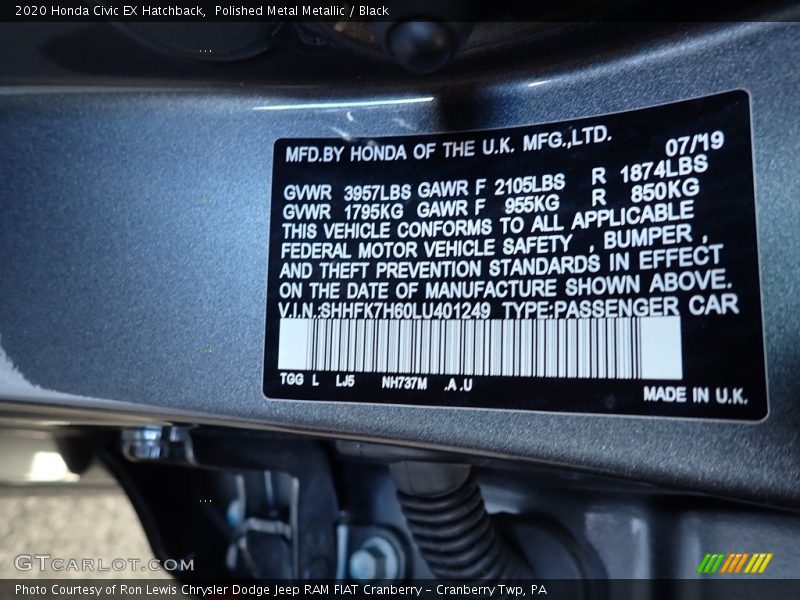 2020 Honda Civic EX Hatchback, Polished Metal Metallic / Black
MFD.BY HONDA OF THE U.K. MFG.,LTD. 07/19
GVWR 3957LBS GAWR F 2105LBS R 1874LBS
GVWR 1795KG GAWR F 955KG R 850KG
THIS VEHICLE CONFORMS TO ALL APPLICABLE
FEDERAL MOTOR VEHICLE SAFETY , BUMPER ,
AND THEFT PREVENTION STANDARDS IN EFFECT
ON THE DATE OF MANUFACTURE SHOWN ABOVE.
V.I.N.:SHHFK7H60LU401249 TYPE:PASSENGER CAR
TGG L LJ5 NH737M .A .U
MADE IN U.K.
GTCARLOT.COM
Photo Courtesy of Ron Lewis Chrysler Dodge Jeep RAM FIAT Cranberry – Cranberry Twp, PA